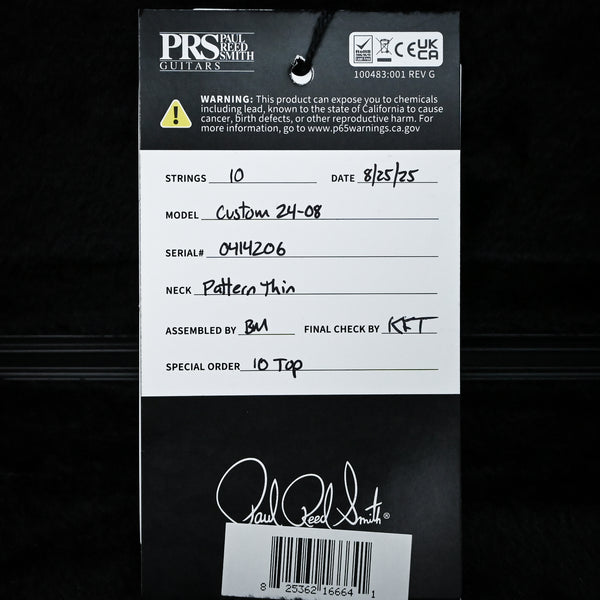 PRS PAUL REED SMITH
GUITARS
UK CA
100483:001 REV G
WARNING: This product can expose you to chemicals
including lead, known to the state of California to cause
cancer, birth defects, or other reproductive harm. For
more information, go to www.p65warnings.ca.gov
STRINGS 10 DATE 8/25/25
MODEL Custom 24-08
SERIAL# 0414206
NECK Pattern Thin
ASSEMBLED BY BM FINAL CHECK BY KKT
SPECIAL ORDER 10 Top
Paul Reed Smith®
8 25362 16664 1